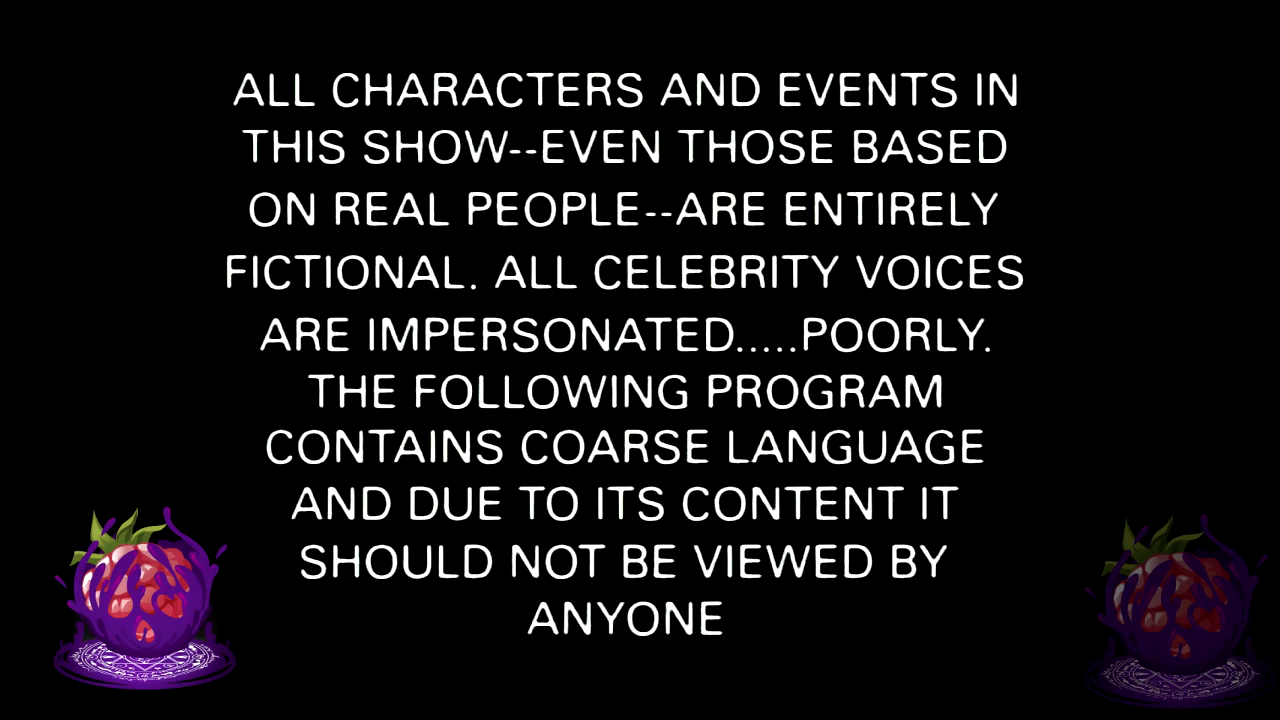 ALL CHARACTERS AND EVENTS IN
THIS SHOW--EVEN THOSE BASED
ON REAL PEOPLE--ARE ENTIRELY
FICTIONAL. ALL CELEBRITY VOICES
ARE IMPERSONATED.....POORLY.
THE FOLLOWING PROGRAM
CONTAINS COARSE LANGUAGE
AND DUE TO ITS CONTENT IT
SHOULD NOT BE VIEWED BY
ANYONE